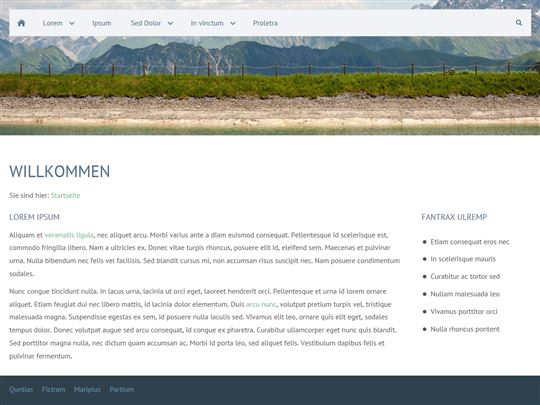 Lorem Ipsum Sed Dolor In vinctum Proletra
WILLKOMMEN
Sie sind hier: Startseite
LOREM IPSUM
Aliquam et venenatis ligula, nec aliquet arcu. Morbi varius ante a diam euismod consequat. Pellentesque id scelerisque est,
commodo fringilla libero. Nam a ultricies ex. Donec vitae turpis rhoncus, posuere elit id, eleifend sem. Maecenas et pulvinar
urna. Nulla bibendum nec felis vel facilisis. Sed blandit cursus mi, non accumsan risus suscipit nec. Nam posuere condimentum
sodales.
Nunc congue tincidunt nulla. In lacus urna, lacinia ut orci eget, laoreet hendrerit orci. Pellentesque et urna id lorem ornare
aliquet. Etiam feugiat dui nec libero mattis, id lacinia dolor elementum. Duis arcu nunc, volutpat pretium turpis vel, tristique
malesuada magna. Suspendisse egestas ex sem, id posuere nulla iaculis sed. Vivamus elit leo, ornare quis elit eget, sodales
tempus dolor. Donec volutpat augue sed arcu consequat, id congue ex pharetra. Curabitur ullamcorper eget nunc quis blandit.
Sed porttitor magna nulla, nec dictum quam accumsan ac. Morbi id porta leo, sed aliquet felis. Vestibulum dapibus felis et
pulvinar fermentum.
FANTRAX ULREMP
Etiam consequat eros nec
In scelerisque mauris
Curabitur ac tortor sed
Nullam malesuada leo
Vivamus porttitor orci
Nulla rhoncus pontent
Quntias Fictram Mariplus Partium